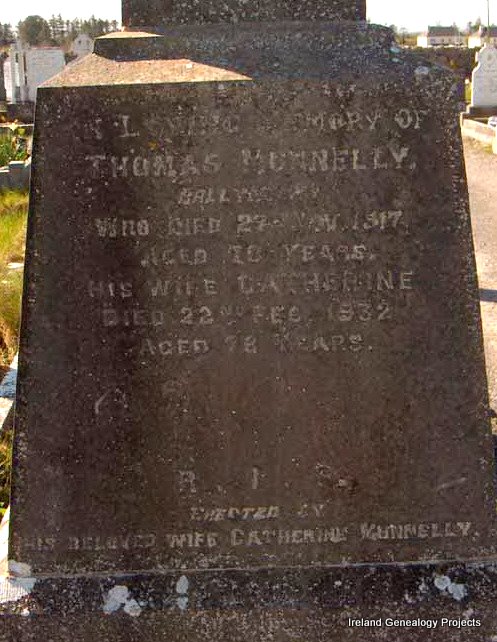 IN LOVING MEMORY OF
THOMAS MUNNELLY,
WHO DIED 27TH NOV. 1917,
AGED 70 YEARS.
HIS WIFE CATHERINE
DIED 22ND FEB. 1932
AGED 78 YEARS.
R. I. P.
ERECTED BY
HIS BELOVED WIFE CATHERINE MUNNELLY.
Ireland Genealogy Projects